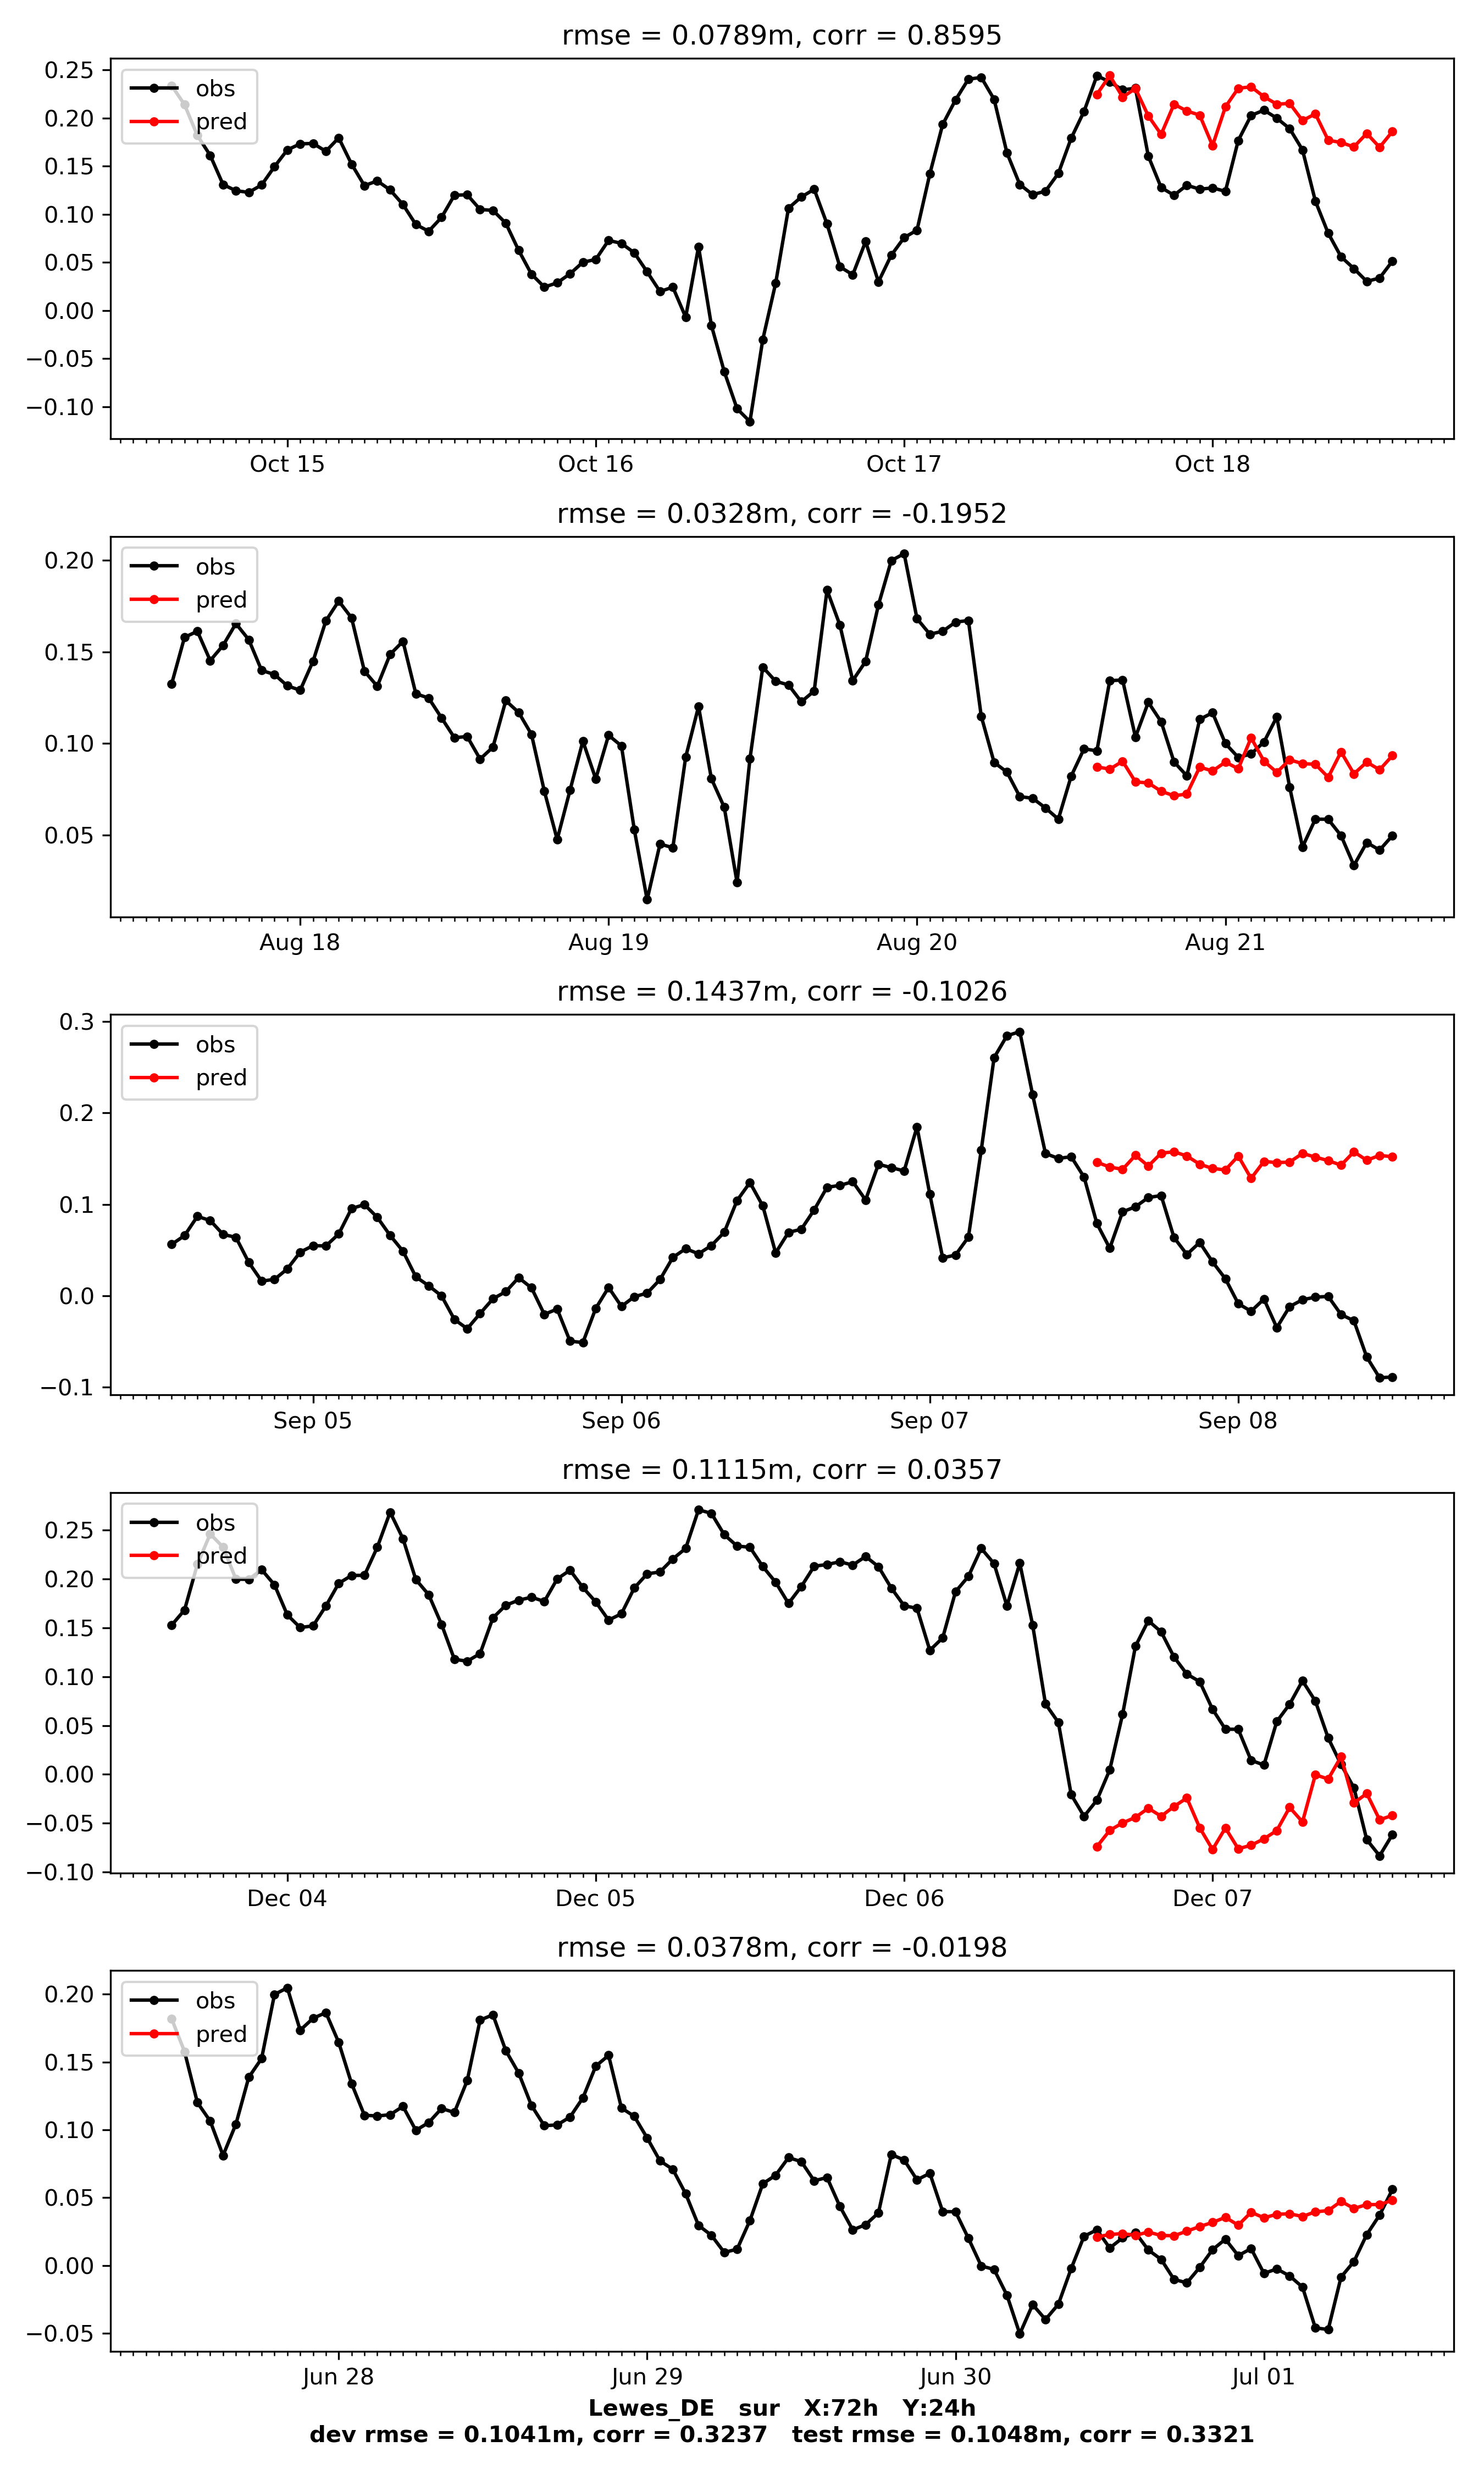 rmse = 0.0789m, corr = 0.8595
0.25
0.20
0.15
0.10
0.05
0.00
−0.05
−0.10
obs
pred
Oct 15 Oct 16 Oct 17 Oct 18
rmse = 0.0328m, corr = -0.1952
0.20
0.15
0.10
0.05
obs
pred
Aug 18 Aug 19 Aug 20 Aug 21
rmse = 0.1437m, corr = -0.1026
0.3
0.2
0.1
0.0
−0.1
obs
pred
Sep 05 Sep 06 Sep 07 Sep 08
rmse = 0.1115m, corr = 0.0357
0.25
0.20
0.15
0.10
0.05
0.00
−0.05
−0.10
obs
pred
Dec 04 Dec 05 Dec 06 Dec 07
rmse = 0.0378m, corr = -0.0198
0.20
0.15
0.10
0.05
0.00
−0.05
obs
pred
Jun 28 Jun 29 Jun 30 Jul 01
Lewes_DE sur X:72h Y:24h
dev rmse = 0.1041m, corr = 0.3237 test rmse = 0.1048m, corr = 0.3321